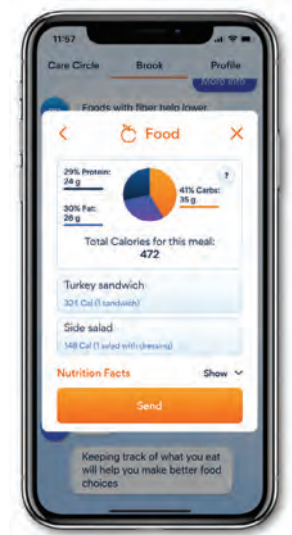 11:57
Care Circle Brook Profile
More info
Foods with fiber help lower
Food
29% Protein:
24 g
41% Carbs:
35 g
30% Fat:
26 g
?
Total Calories for this meal:
472
Turkey sandwich
324 Cal (1 sandwich)
Side salad
148 Cal (1 salad with dressing)
Nutrition Facts Show
Send
Keeping track of what you eat
will help you make better food
choices